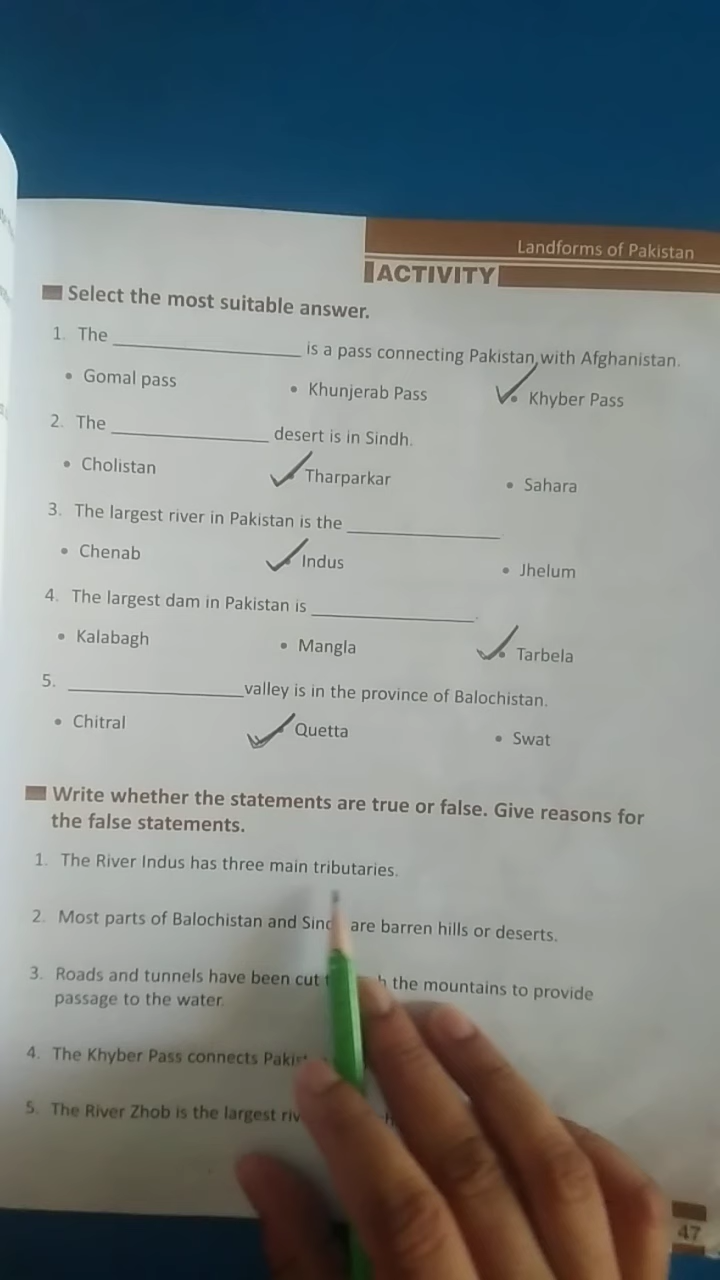 Landforms of Pakistan
ACTIVITY
Select the most suitable answer.
1. The ____________ is a pass connecting Pakistan with Afghanistan.
• Gomal pass • Khunjerab Pass • Khyber Pass
2. The ____________ desert is in Sindh.
• Cholistan • Tharparkar • Sahara
3. The largest river in Pakistan is the ____________
• Chenab • Indus • Jhelum
4. The largest dam in Pakistan is ____________.
• Kalabagh • Mangla • Tarbela
5. ____________ valley is in the province of Balochistan.
• Chitral • Quetta • Swat
Write whether the statements are true or false. Give reasons for
the false statements.
1. The River Indus has three main tributaries.
2. Most parts of Balochistan and are barren hills or deserts.
3. Roads and tunnels have been cut the mountains to provide
passage to the water.
4. The Khyber Pass connects
5. The River Zhob is the largest
47